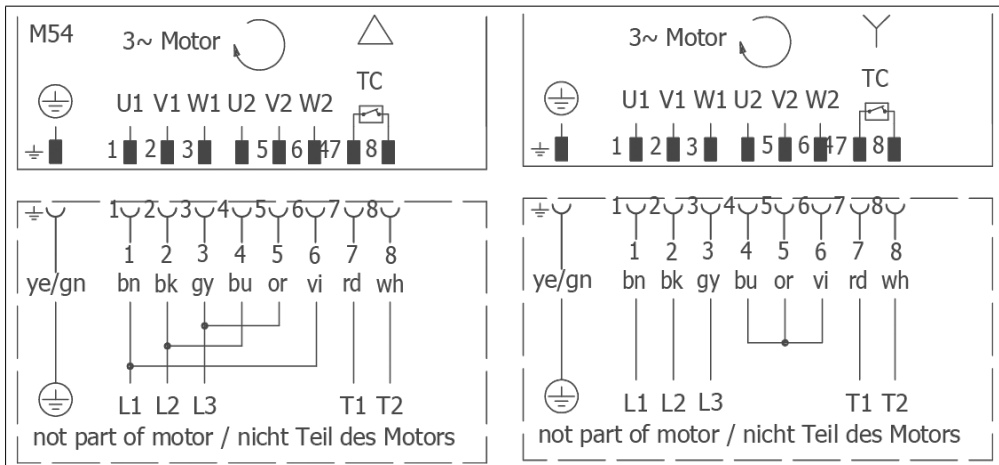 M54 3~ Motor
TC
U1 V1 W1 U2 V2 W2
1 2 3 5 6 47 8
1 2 3 4 5 6 7 8
1 2 3 4 5 6 7 8
ye/gn bn bk gy bu or vi rd wh
L1 L2 L3 T1 T2
not part of motor / nicht Teil des Motors
3~ Motor
TC
U1 V1 W1 U2 V2 W2
1 2 3 5 6 47 8
1 2 3 4 5 6 7 8
1 2 3 4 5 6 7 8
ye/gn bn bk gy bu or vi rd wh
L1 L2 L3 T1 T2
not part of motor / nicht Teil des Motors